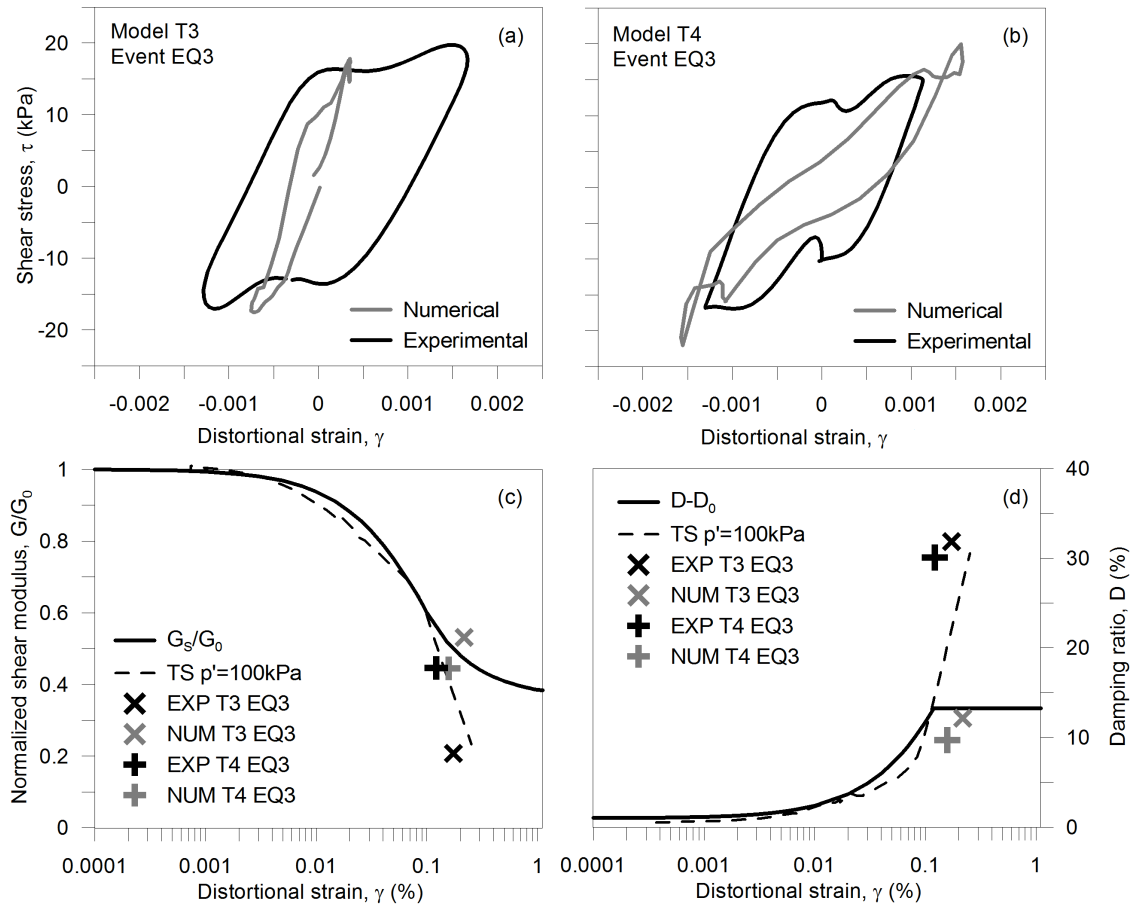 Model T3
Event EQ3
(a)
Shear stress, τ (kPa)
20
10
0
-10
-20
Numerical
Experimental
-0.002
-0.001
0
0.001
0.002
Distortional strain, γ
Model T4
Event EQ3
(b)
Numerical
Experimental
-0.002
-0.001
0
0.001
0.002
Distortional strain, γ
Normalized shear modulus, G/G₀
1
0.8
0.6
0.4
0.2
0
(c)
Gₛ/G₀
TS p'=100kPa
EXP T3 EQ3
NUM T3 EQ3
EXP T4 EQ3
NUM T4 EQ3
0.0001
0.001
0.01
0.1
1
Distortional strain, γ (%)
(d)
D-D₀
TS p'=100kPa
EXP T3 EQ3
NUM T3 EQ3
EXP T4 EQ3
NUM T4 EQ3
40
30
20
10
0
Damping ratio, D (%)
0.0001
0.001
0.01
0.1
1
Distortional strain, γ (%)